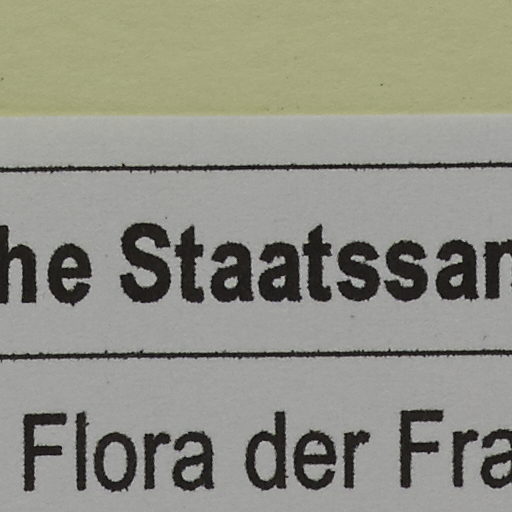 he Staatssan
Flora der Fra